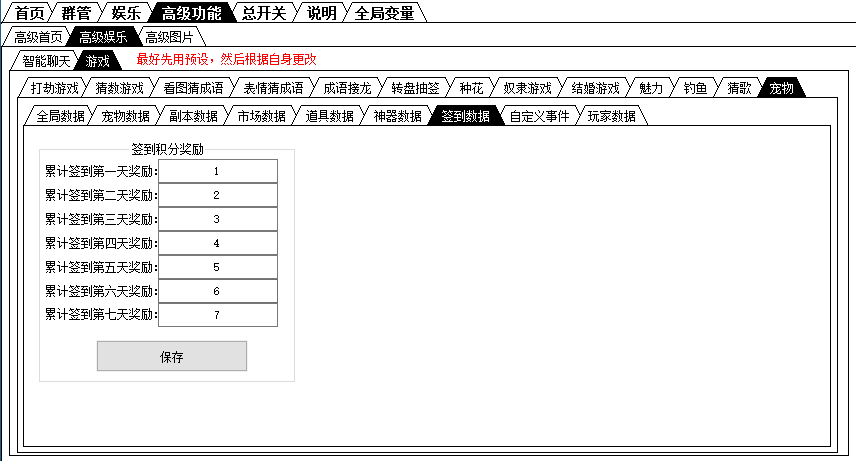 首页 群管 娱乐 高级功能 总开关 说明 全局变量
高级首页 高级娱乐 高级图片
智能聊天 游戏 最好先用预设，然后根据自身更改
打劫游戏 猜数游戏 看图猜成语 表情猜成语 成语接龙 转盘抽签 种花 奴隶游戏 结婚游戏 魅力 钓鱼 猜歌 宠物
全局数据 宠物数据 副本数据 市场数据 道具数据 神器数据 签到数据 自定义事件 玩家数据
签到积分奖励
累计签到第一天奖励: 1
累计签到第二天奖励: 2
累计签到第三天奖励: 3
累计签到第四天奖励: 4
累计签到第五天奖励: 5
累计签到第六天奖励: 6
累计签到第七天奖励: 7
保存